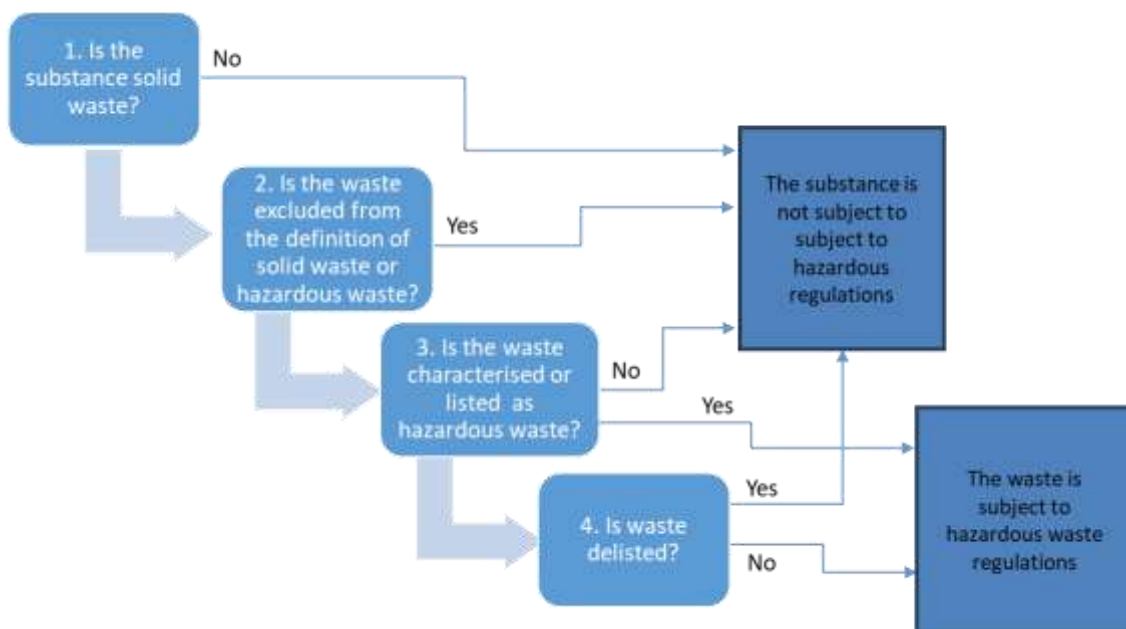 1. Is the
substance solid
waste?
No
2. Is the waste
excluded from
the definition of
solid waste or
hazardous waste?
Yes
The substance is
not subject to
subject to
hazardous
regulations
3. Is the waste
characterised or
listed as
hazardous waste?
No
Yes
4. Is waste
delisted?
Yes
No
The waste is
subject to
hazardous waste
regulations